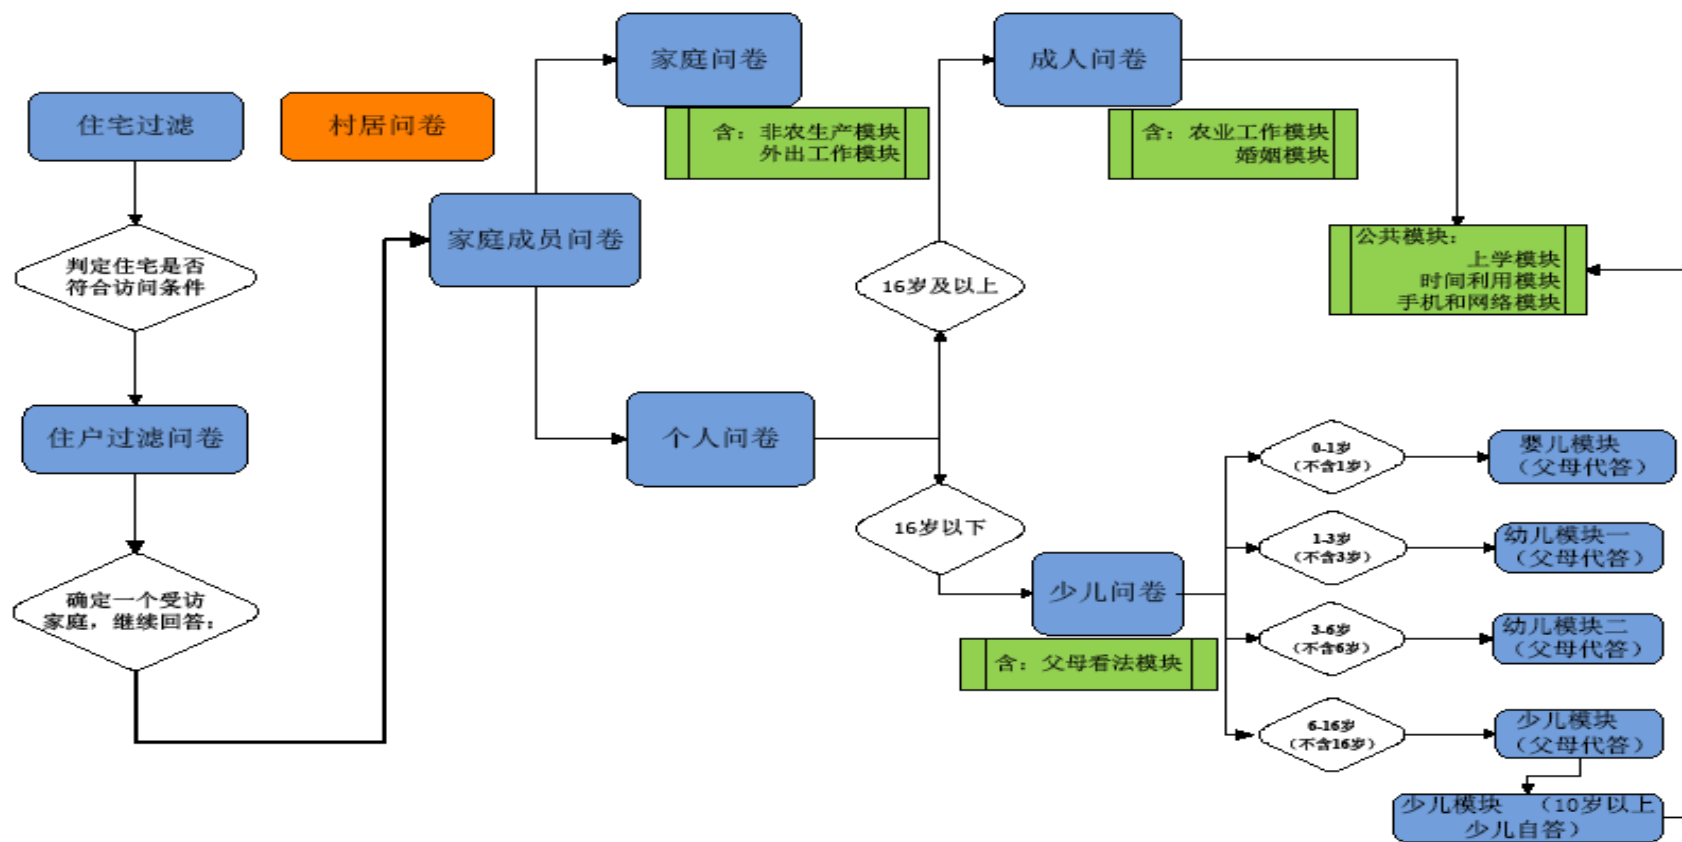 家庭问卷
成人问卷
住宅过滤
村居问卷
含：非农生产模块
外出工作模块
含：农业工作模块
婚姻模块
家庭成员问卷
判定住宅是否
符合访问条件
16岁及以上
公共模块：
上学模块
时间利用模块
手机和网络模块
住户过滤问卷
个人问卷
0-1岁
（不含1岁）
婴儿模块
（父母代答）
16岁以下
1-3岁
（不含3岁）
幼儿模块一
（父母代答）
确定一个受访
家庭，继续回答：
少儿问卷
3-6岁
（不含6岁）
幼儿模块二
（父母代答）
含：父母看法模块
6-16岁
（不含16岁）
少儿模块
（父母代答）
少儿模块 （10岁以上
少儿自答）